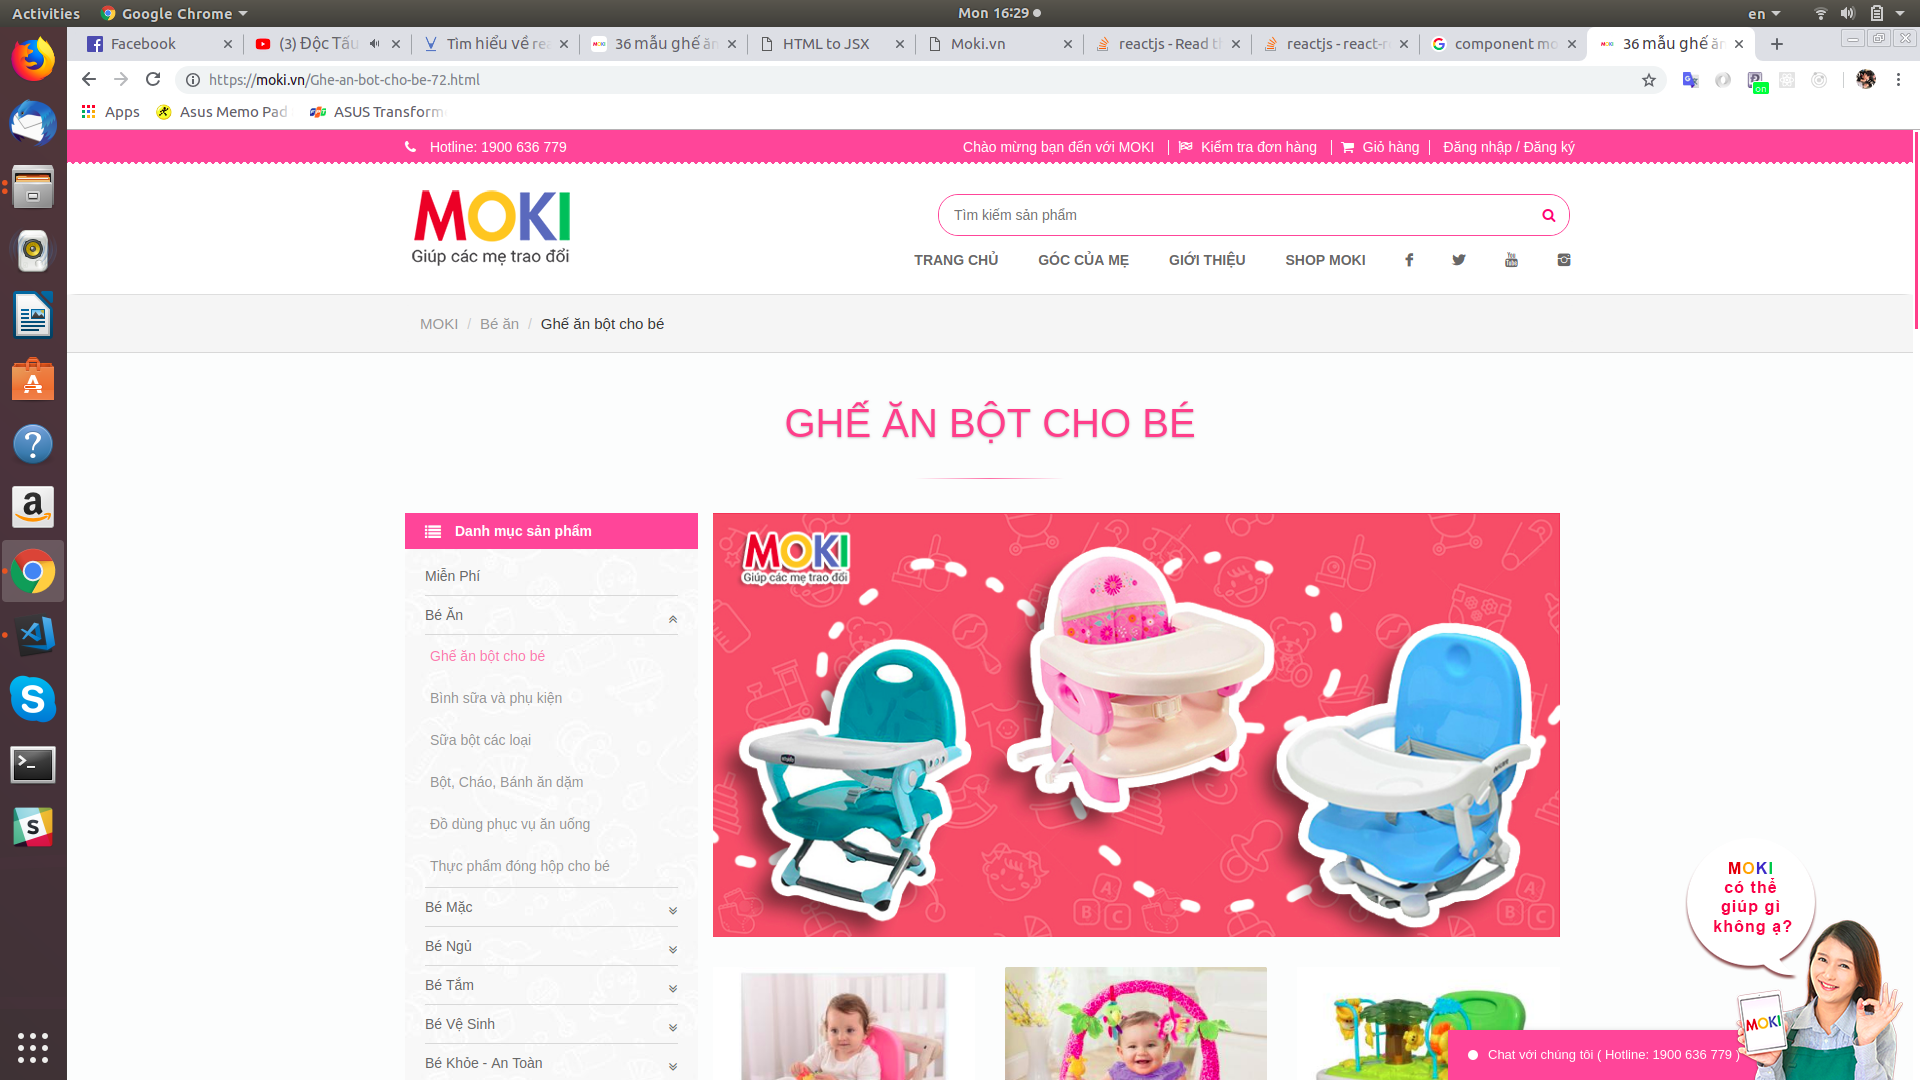 Activities
Google Chrome
Mon 16:29
en
Facebook
(3) Độc Tấu
Tìm hiểu về rea
36 mẫu ghế ăn
HTML to JSX
Moki.vn
reactjs - Read th
reactjs - react-ro
component mo
36 mẫu ghế ăn
https://moki.vn/Ghe-an-bot-cho-be-72.html
Apps
Asus Memo Pad
ASUS Transform
Hotline: 1900 636 779
Chào mừng bạn đến với MOKI
Kiểm tra đơn hàng
Giỏ hàng
Đăng nhập / Đăng ký
MOKI
Giúp các mẹ trao đổi
Tìm kiếm sản phẩm
TRANG CHỦ
GÓC CỦA MẸ
GIỚI THIỆU
SHOP MOKI
MOKI / Bé ăn / Ghế ăn bột cho bé
GHẾ ĂN BỘT CHO BÉ
Danh mục sản phẩm
Miễn Phí
Bé Ăn
Ghế ăn bột cho bé
Bình sữa và phụ kiện
Sữa bột các loại
Bột, Cháo, Bánh ăn dặm
Đồ dùng phục vụ ăn uống
Thực phẩm đóng hộp cho bé
Bé Mặc
Bé Ngủ
Bé Tắm
Bé Vệ Sinh
Bé Khỏe - An Toàn
MOKI
Giúp các mẹ trao đổi
MOKI
có thể
giúp gì
không ạ?
MOKI
Chat với chúng tôi ( Hotline: 1900 636 779 )